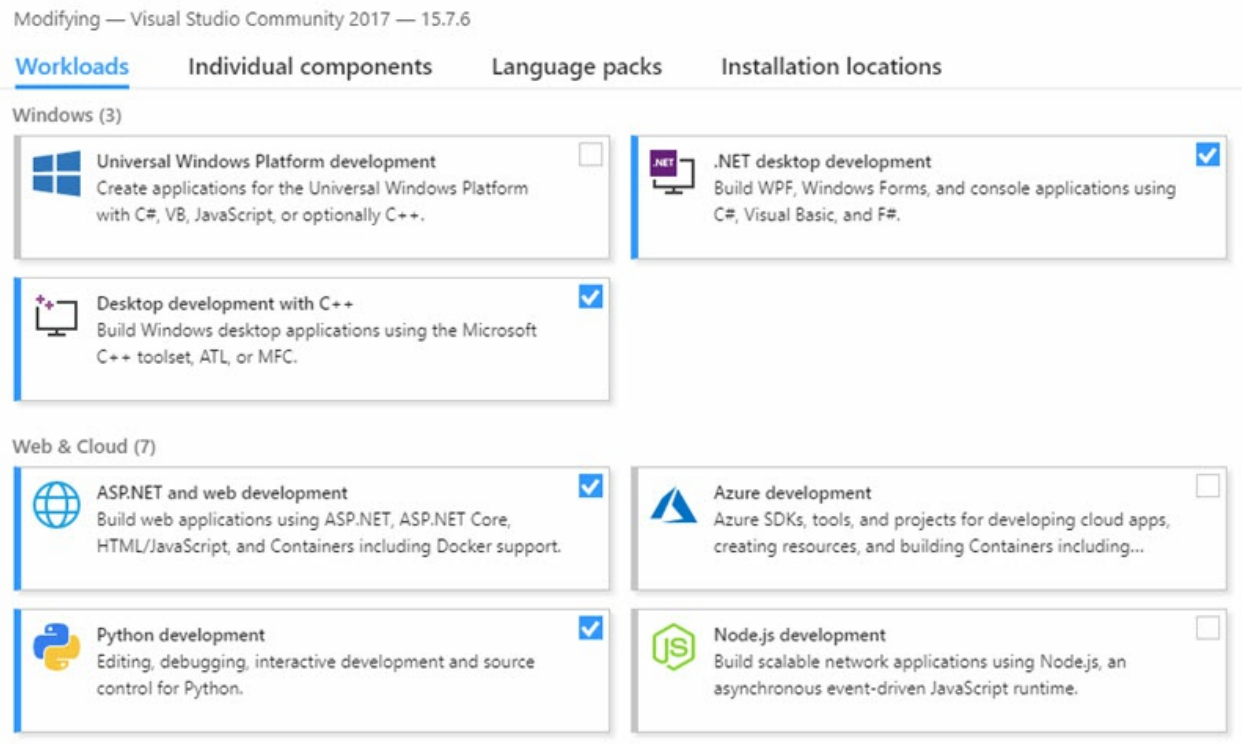 Modifying — Visual Studio Community 2017 — 15.7.6
Workloads Individual components Language packs Installation locations
Windows (3)
Universal Windows Platform development
Create applications for the Universal Windows Platform
with C#, VB, JavaScript, or optionally C++.
.NET
.NET desktop development
Build WPF, Windows Forms, and console applications using
C#, Visual Basic, and F#.
Desktop development with C++
Build Windows desktop applications using the Microsoft
C++ toolset, ATL, or MFC.
Web & Cloud (7)
ASP.NET and web development
Build web applications using ASP.NET, ASP.NET Core,
HTML/JavaScript, and Containers including Docker support.
Azure development
Azure SDKs, tools, and projects for developing cloud apps,
creating resources, and building Containers including...
Python development
Editing, debugging, interactive development and source
control for Python.
JS
Node.js development
Build scalable network applications using Node.js, an
asynchronous event-driven JavaScript runtime.